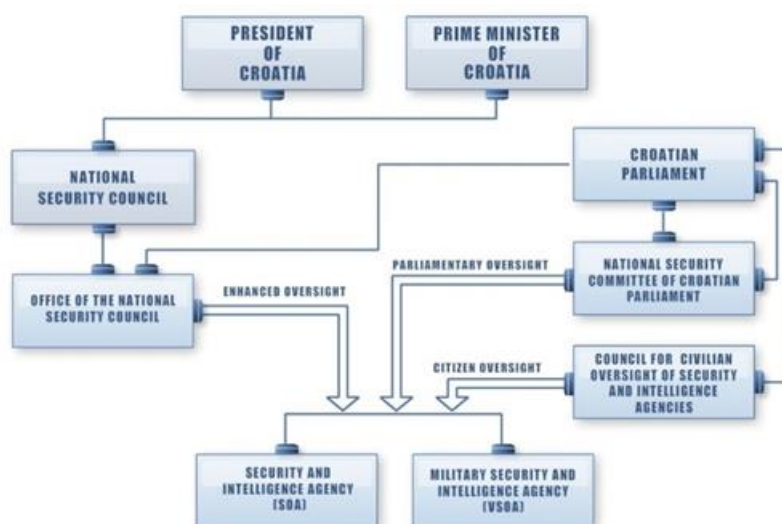 PRESIDENT
OF
CROATIA
PRIME MINISTER
OF
CROATIA
NATIONAL
SECURITY COUNCIL
CROATIAN
PARLIAMENT
OFFICE OF THE NATIONAL
SECURITY COUNCIL
ENHANCED OVERSIGHT
PARLIAMENTARY OVERSIGHT
NATIONAL SECURITY
COMMITTEE OF CROATIAN
PARLIAMENT
CITIZEN OVERSIGHT
COUNCIL FOR CIVILIAN
OVERSIGHT OF SECURITY
AND INTELLIGENCE
AGENCIES
SECURITY AND
INTELLIGENCE AGENCY
(SOA)
MILITARY SECURITY AND
INTELLIGENCE AGENCY
(VSOA)